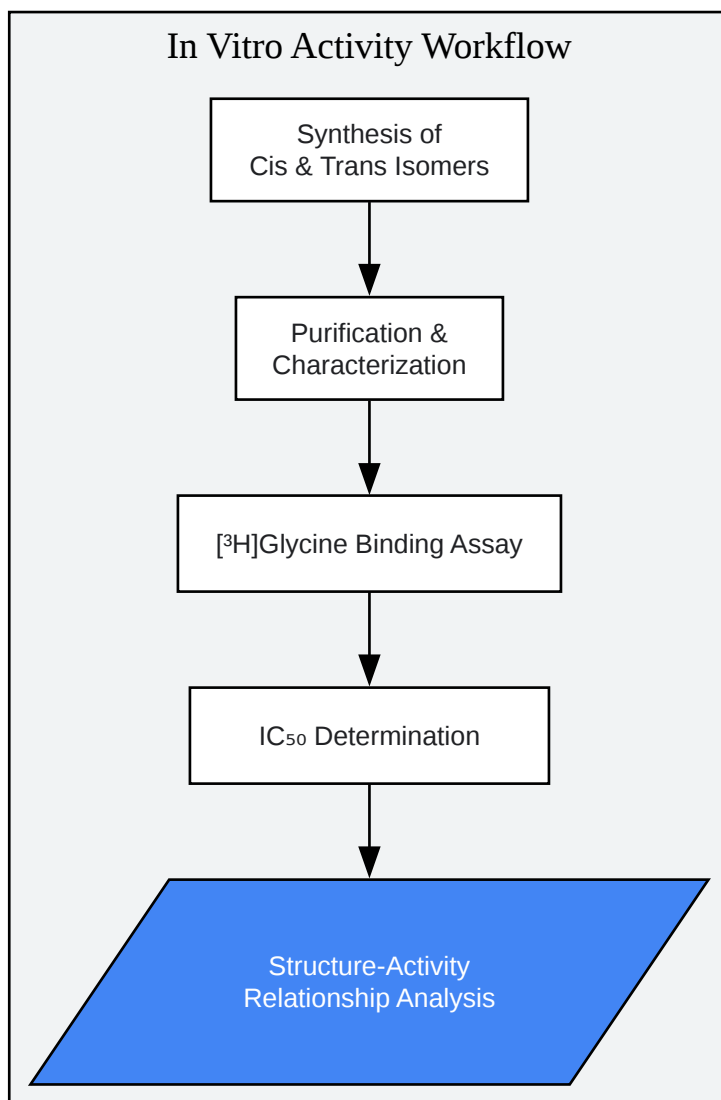 In Vitro Activity Workflow
Synthesis of
Cis & Trans Isomers
Purification &
Characterization
[³H]Glycine Binding Assay
IC₅₀ Determination
Structure-Activity
Relationship Analysis